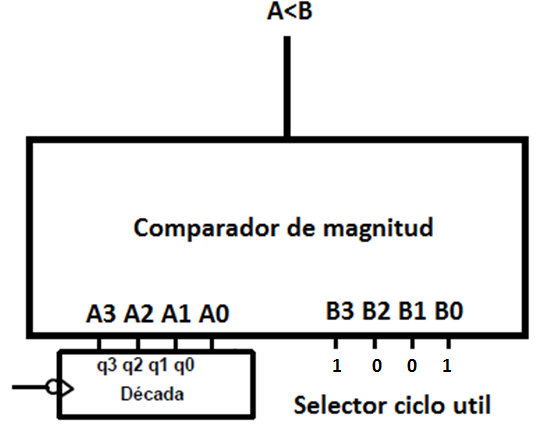 A<B
Comparador de magnitud
A3 A2 A1 A0
B3 B2 B1 B0
q3 q2 q1 q0
1 0 0 1
Década
Selector ciclo util